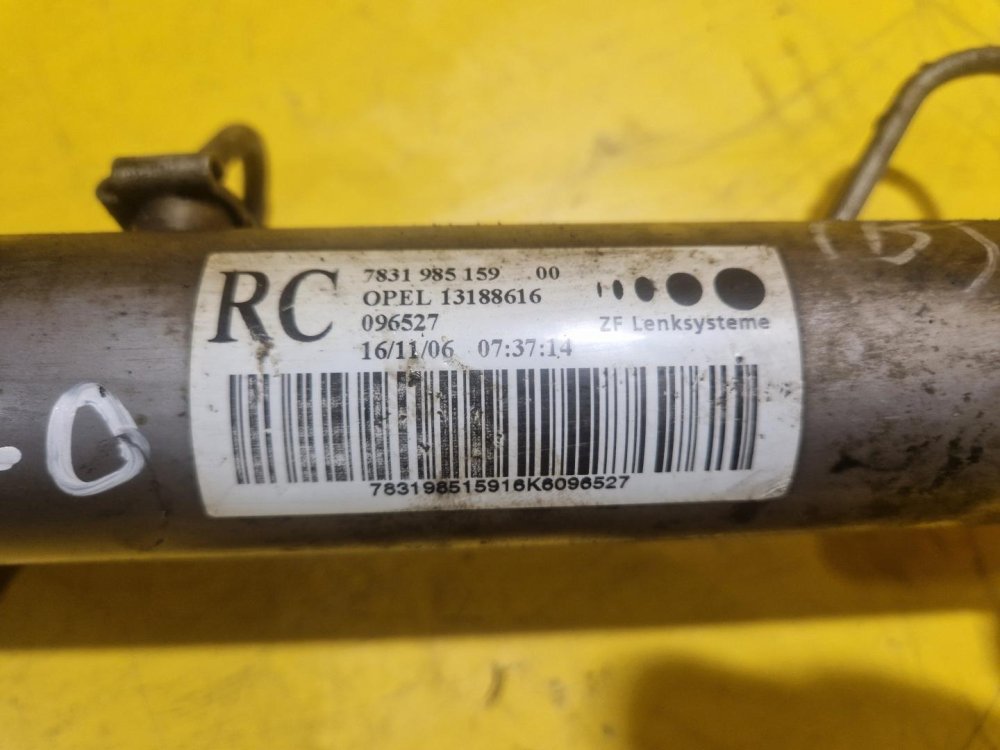 RC
7831 985 159 00
OPEL 13188616
096527
16/11/06 07:37:14
ZF Lenksysteme
783198515916K6096527